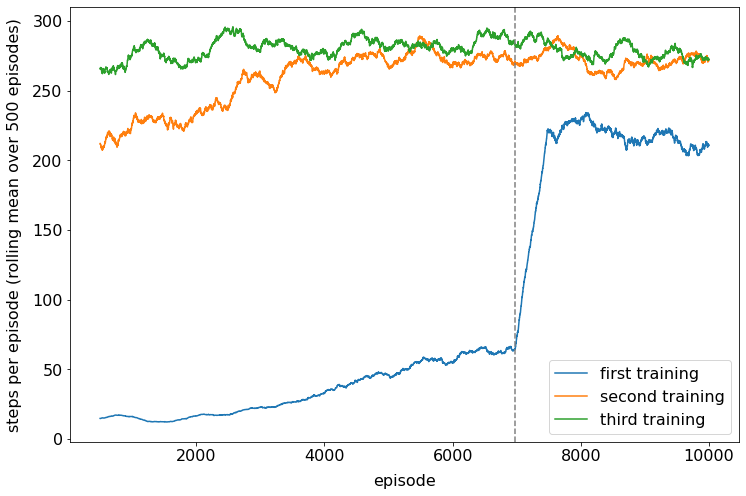 steps per episode (rolling mean over 500 episodes)
300
250
200
150
100
50
0
2000
4000
6000
8000
10000
episode
first training
second training
third training